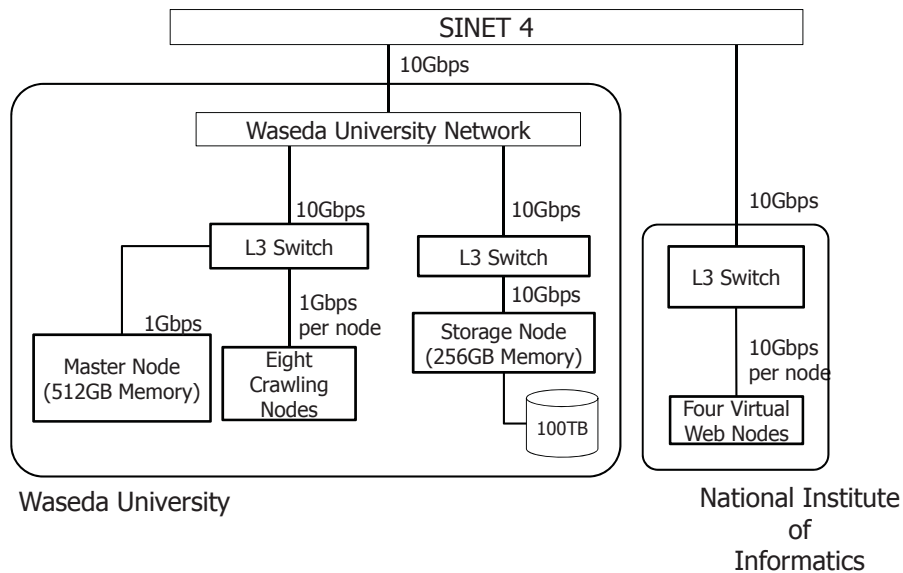 SINET 4
10Gbps
Waseda University Network
10Gbps
10Gbps
10Gbps
L3 Switch
L3 Switch
L3 Switch
1Gbps
1Gbps
per node
10Gbps
Master Node
(512GB Memory)
Eight
Crawling
Nodes
Storage Node
(256GB Memory)
100TB
10Gbps
per node
Four Virtual
Web Nodes
Waseda University
National Institute
of
Informatics